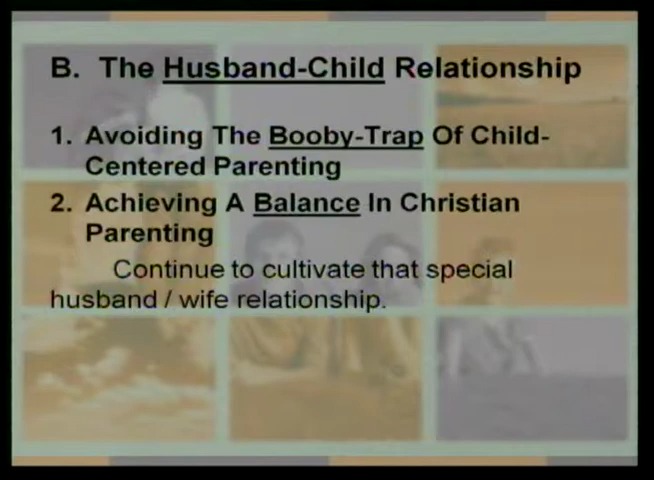 B. The Husband-Child Relationship
1. Avoiding The Booby-Trap Of Child-
Centered Parenting
2. Achieving A Balance In Christian
Parenting
Continue to cultivate that special
husband / wife relationship.